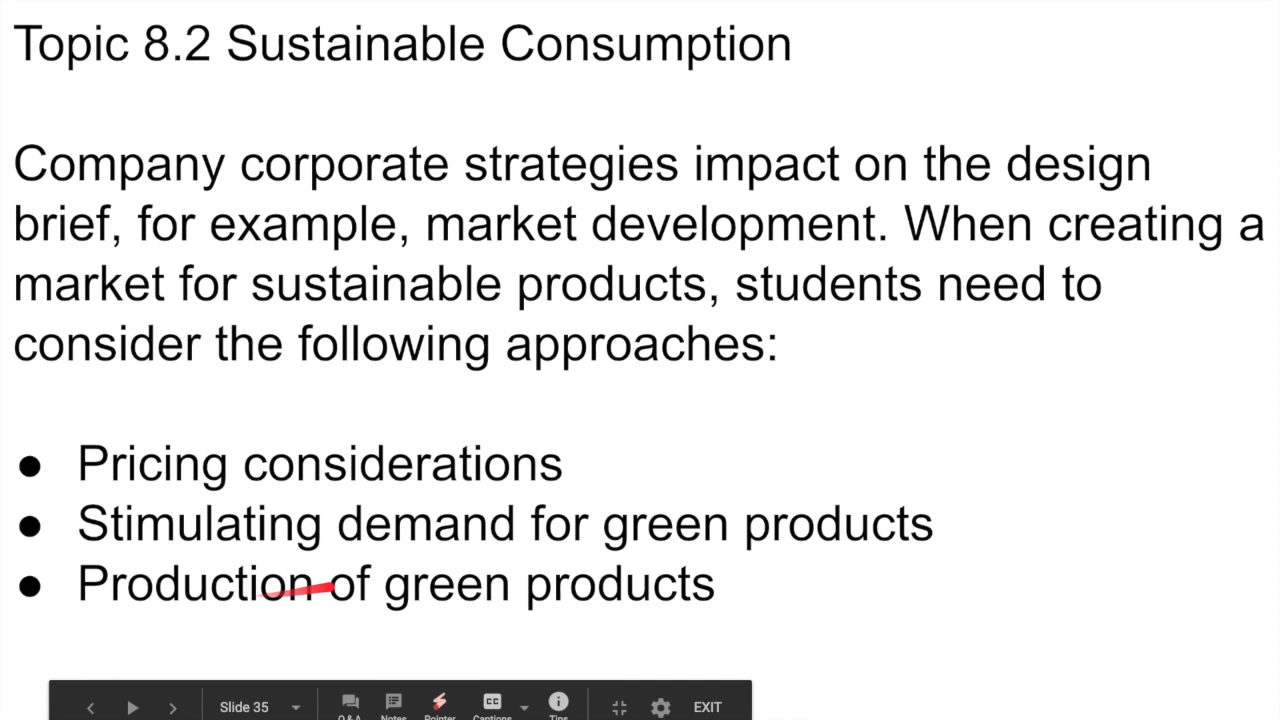 Topic 8.2 Sustainable Consumption
Company corporate strategies impact on the design
brief, for example, market development. When creating a
market for sustainable products, students need to
consider the following approaches:
● Pricing considerations
● Stimulating demand for green products
● Production of green products
Slide 35
Q&A Notes Pointer CC Captions Tips EXIT